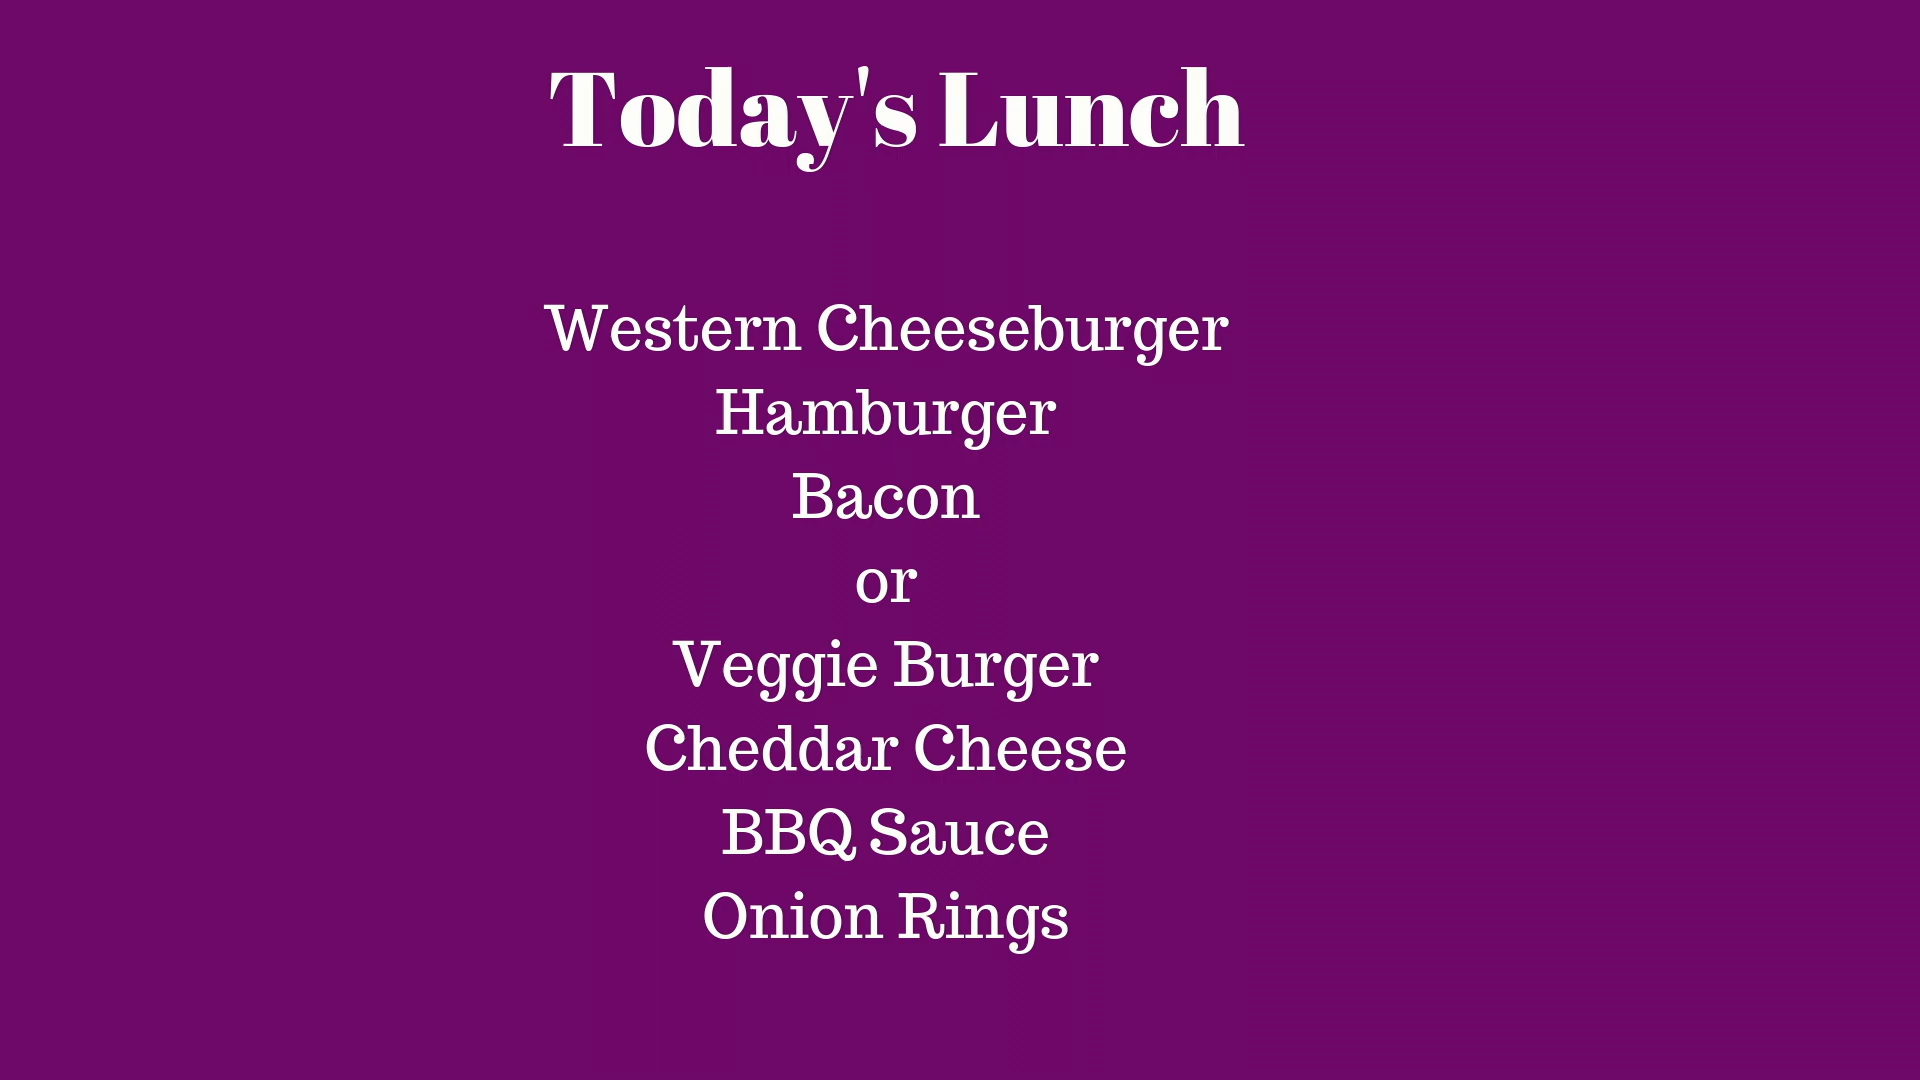 Today's Lunch
Western Cheeseburger
Hamburger
Bacon
or
Veggie Burger
Cheddar Cheese
BBQ Sauce
Onion Rings